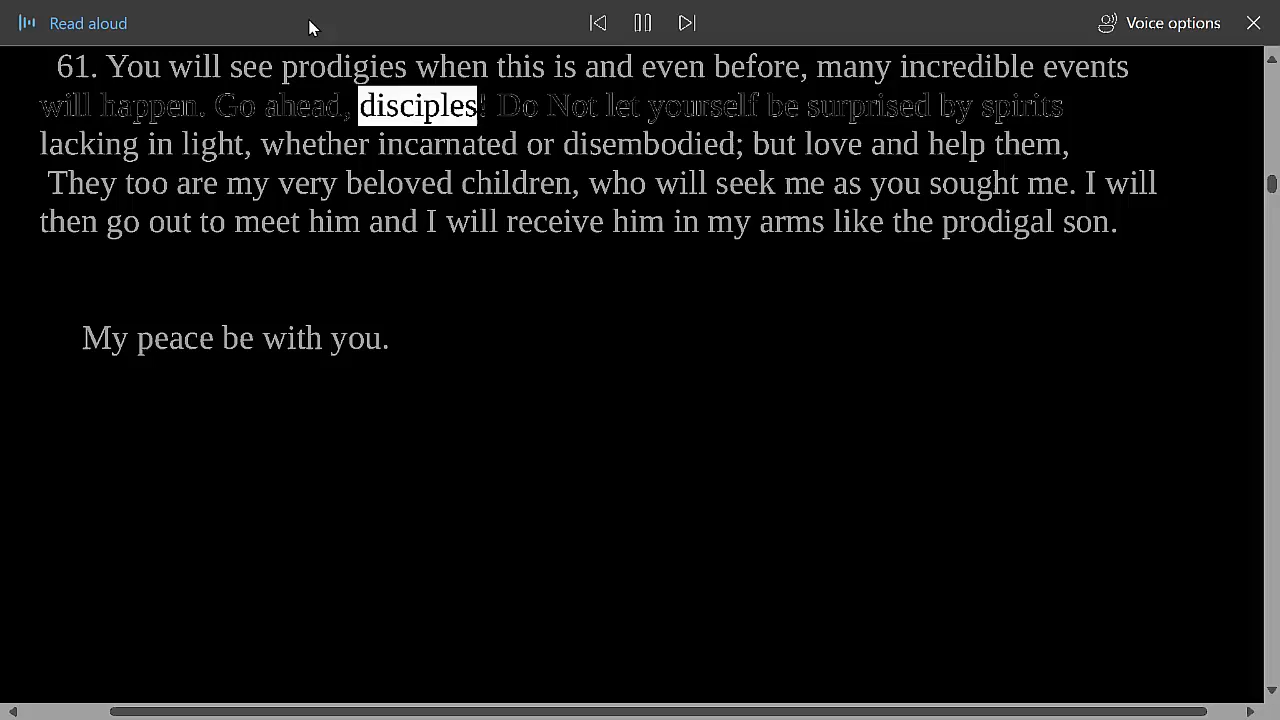 Read aloud
Voice options
61. You will see prodigies when this is and even before, many incredible events
will happen. Go ahead, disciples! Do Not let yourself be surprised by spirits
lacking in light, whether incarnated or disembodied; but love and help them,
They too are my very beloved children, who will seek me as you sought me. I will
then go out to meet him and I will receive him in my arms like the prodigal son.
My peace be with you.